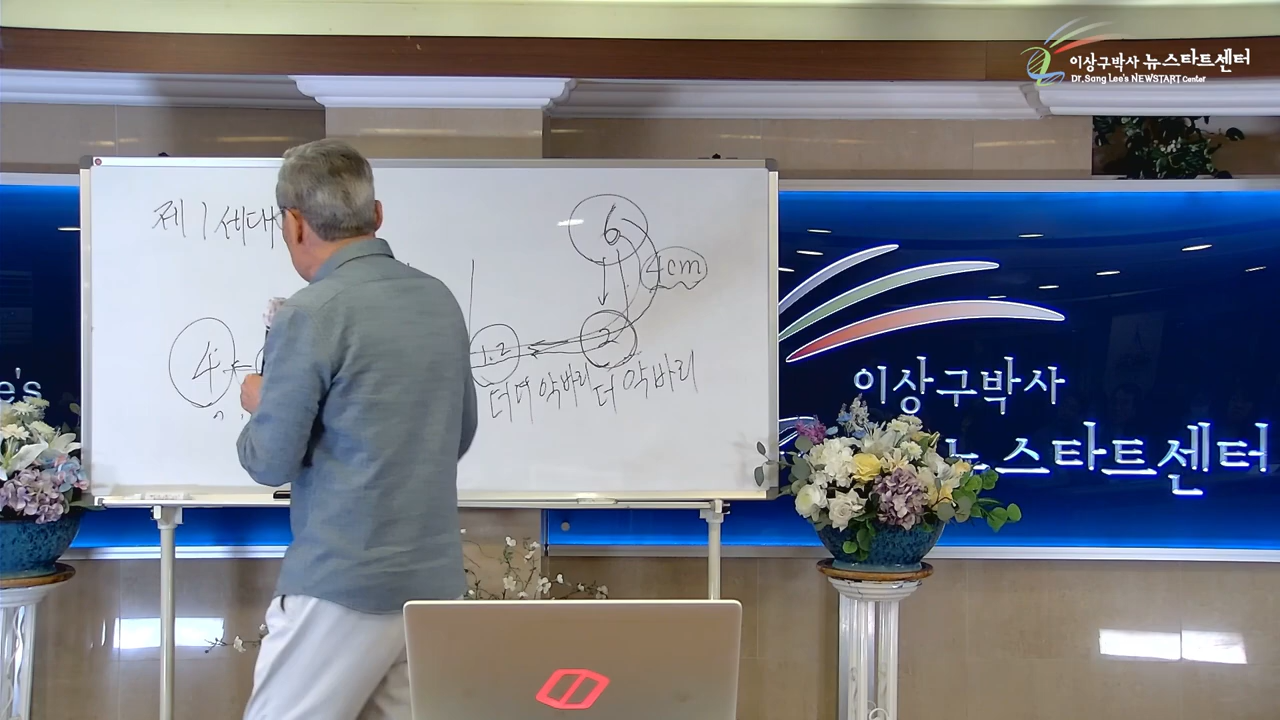 이상구박사 뉴스타트센터
Dr. Sang Lee's NEWSTART Center
제 1 세대
6
4cm
4
1.2
2
더더 악바리
더 악바리
e's
이상구박사
뉴스타트센터